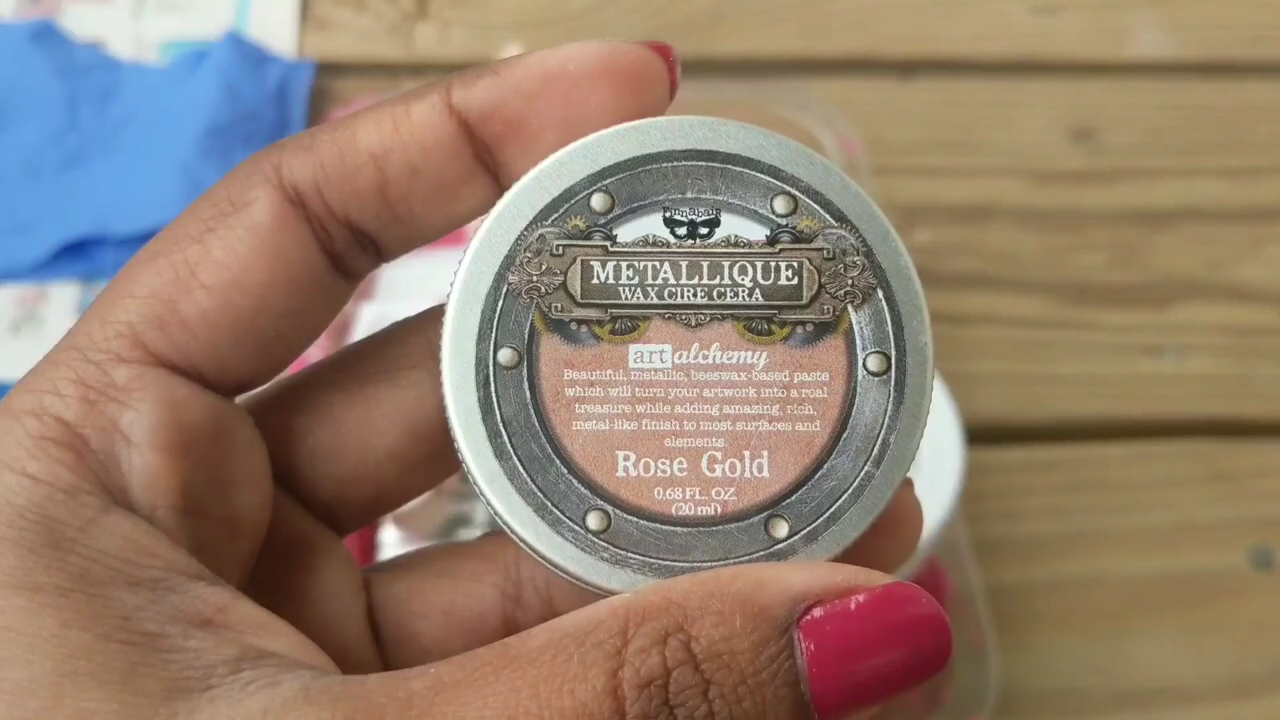 Finnabair
METALLIQUE
WAX CIRE CERA
art alchemy
Beautiful, metallic, beeswax-based paste
which will turn your artwork into a real
treasure while adding amazing, rich,
metal-like finish to most surfaces and
elements.
Rose Gold
0.68 FL. OZ.
(20 ml)